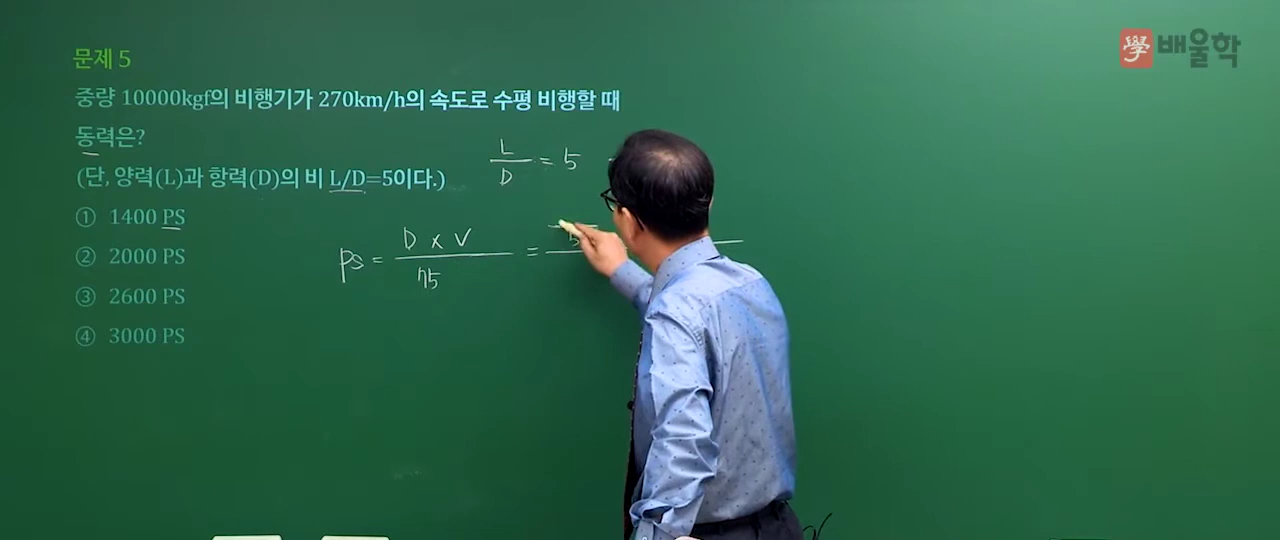 學배울학
문제 5
중량 10000kgf의 비행기가 270km/h의 속도로 수평 비행할 때
동력은?
(단, 양력(L)과 항력(D)의 비 L/D=5이다.)
① 1400 PS
② 2000 PS
③ 2600 PS
④ 3000 PS
L/D = 5
PS = D × V / 75 =
5